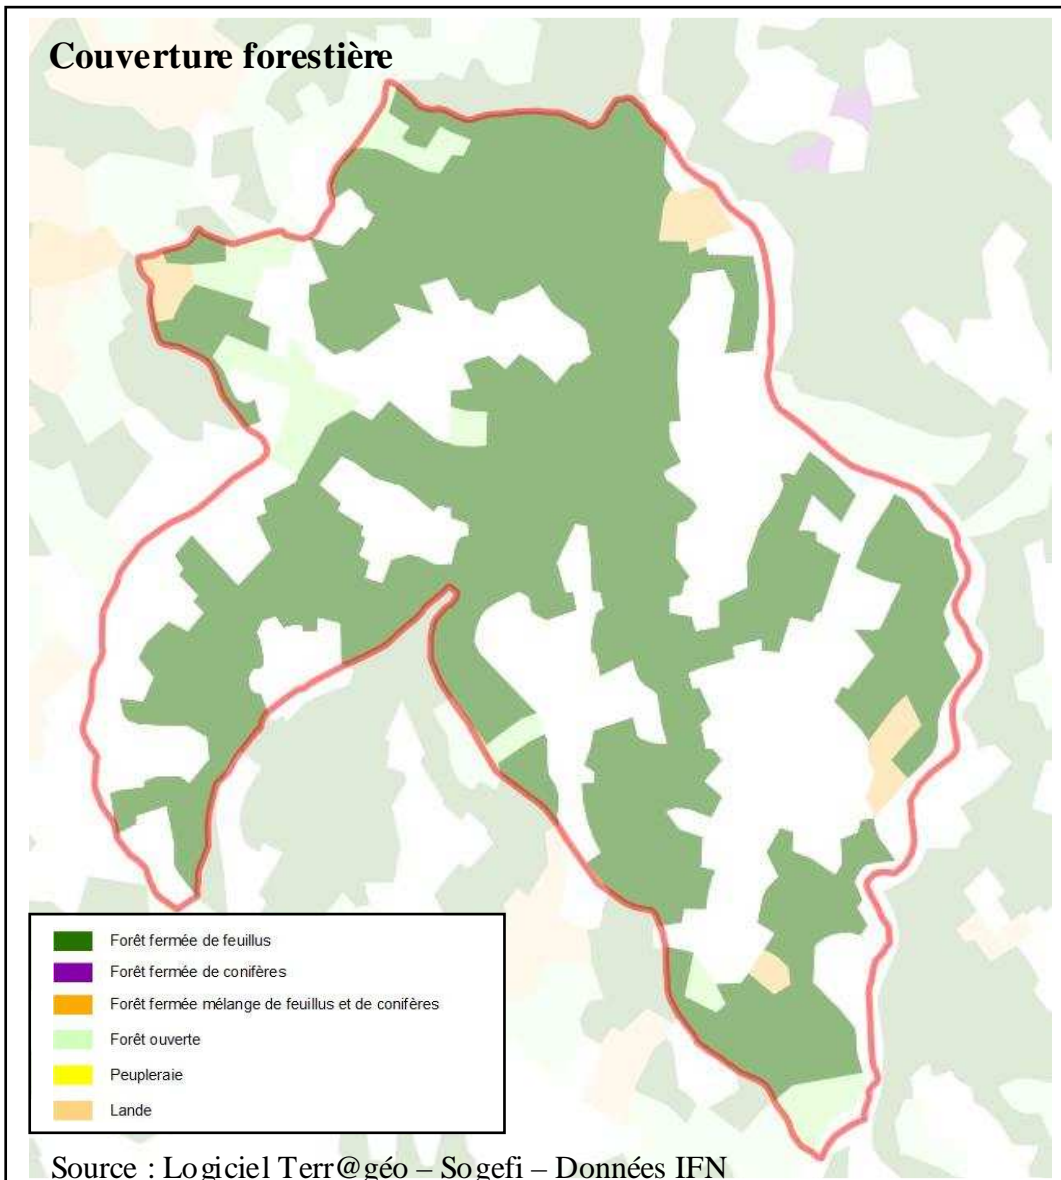 Couverture forestière
Forêt fermée de feuillus
Forêt fermée de conifères
Forêt fermée mélange de feuillus et de conifères
Forêt ouverte
Peupleraie
Lande
Source : Logiciel Terr@géo – Sogefi – Données IFN